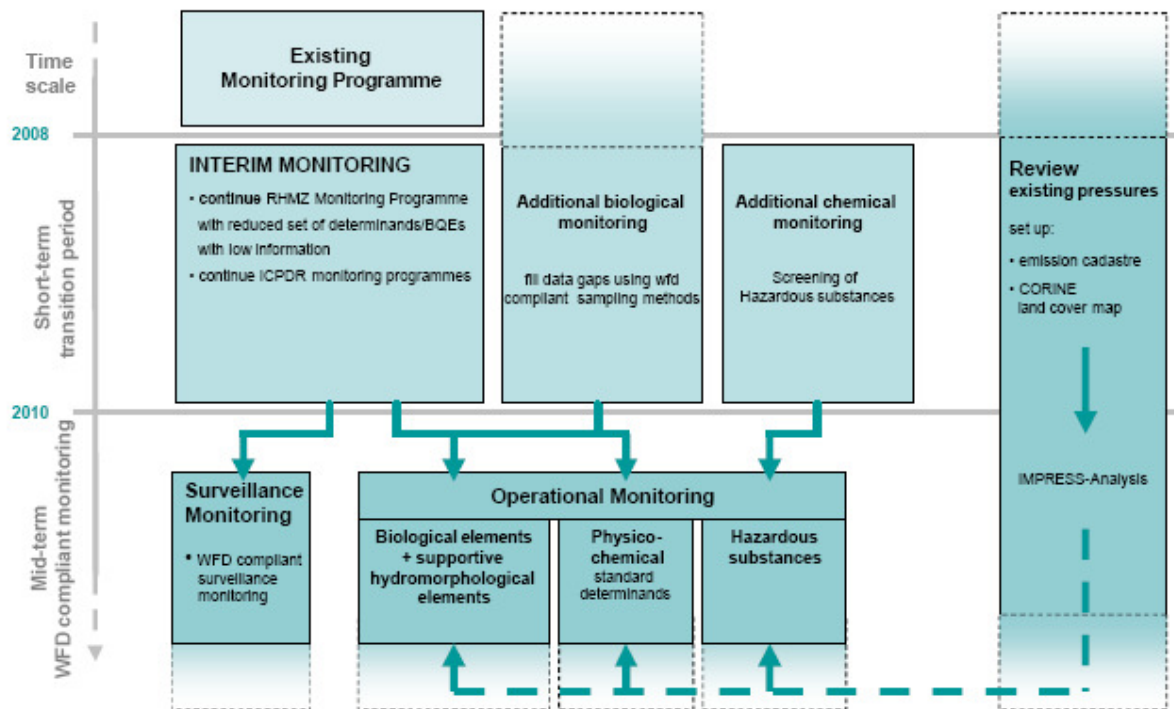 Time
scale
Existing
Monitoring Programme
2008
Short-term
transition period
INTERIM MONITORING
• continue RHMZ Monitoring Programme
with reduced set of determinands/BQEs
with low information
• continue ICPDR monitoring programmes
Additional biological
monitoring
fill data gaps using wfd
compliant sampling methods
Additional chemical
monitoring
Screening of
Hazardous substances
Review
existing pressures
set up:
• emission cadastre
• CORINE
land cover map
IMPRESS-Analysis
2010
Mid-term
WFD compliant monitoring
Surveillance
Monitoring
• WFD compliant
surveillance
monitoring
Operational Monitoring
Biological elements
+ supportive
hydromorphological
elements
Physico-
chemical
standard
determinands
Hazardous
substances